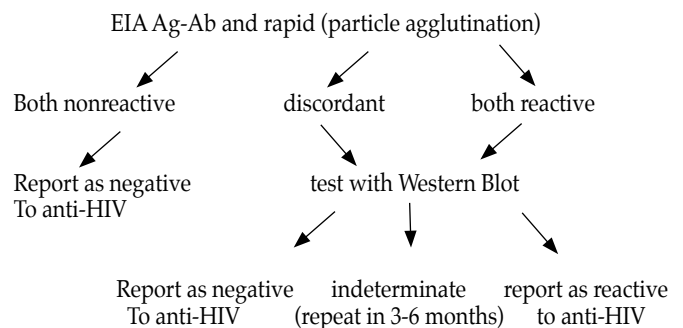 EIA Ag-Ab and rapid (particle agglutination)
Both nonreactive
discordant
both reactive
Report as negative
To anti-HIV
test with Western Blot
Report as negative
To anti-HIV
indeterminate
(repeat in 3-6 months)
report as reactive
to anti-HIV